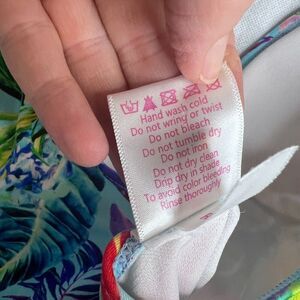 Hand wash cold
Do not wring or twist
Do not bleach
Do not tumble dry
Do not iron
Do not dry clean
Drip dry in shade
To avoid color bleeding
Rinse thoroughly